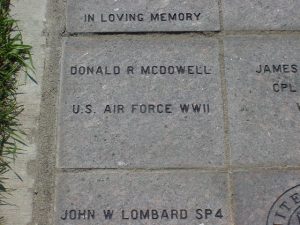 IN LOVING MEMORY
DONALD R MCDOWELL
U.S. AIR FORCE WWII
JAMES
CPL
JOHN W LOMBARD SP4